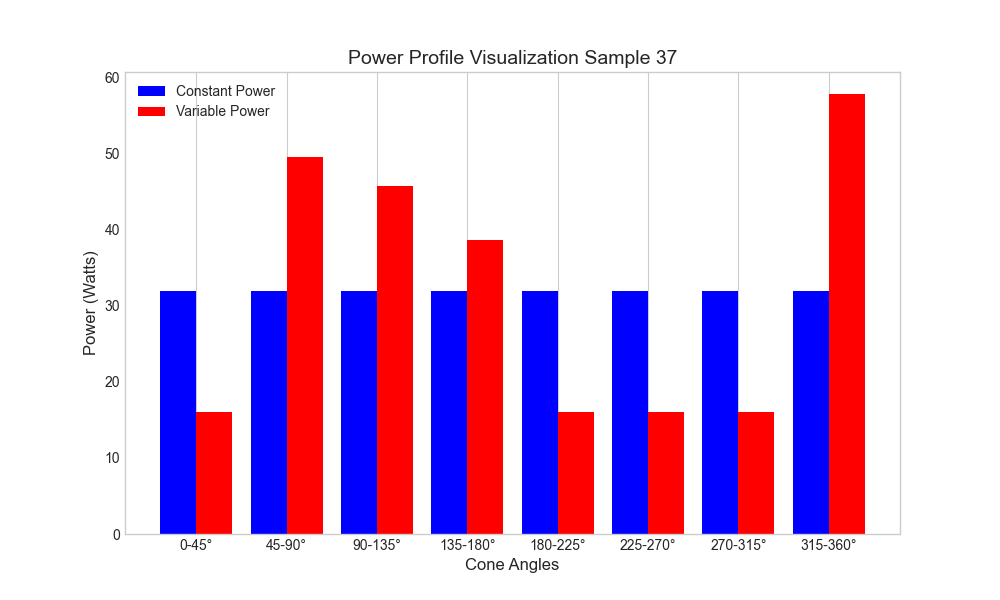 Power Profile Visualization Sample 37
Constant Power
Variable Power
Power (Watts)
60
50
40
30
20
10
0
0-45° 45-90° 90-135° 135-180° 180-225° 225-270° 270-315° 315-360°
Cone Angles